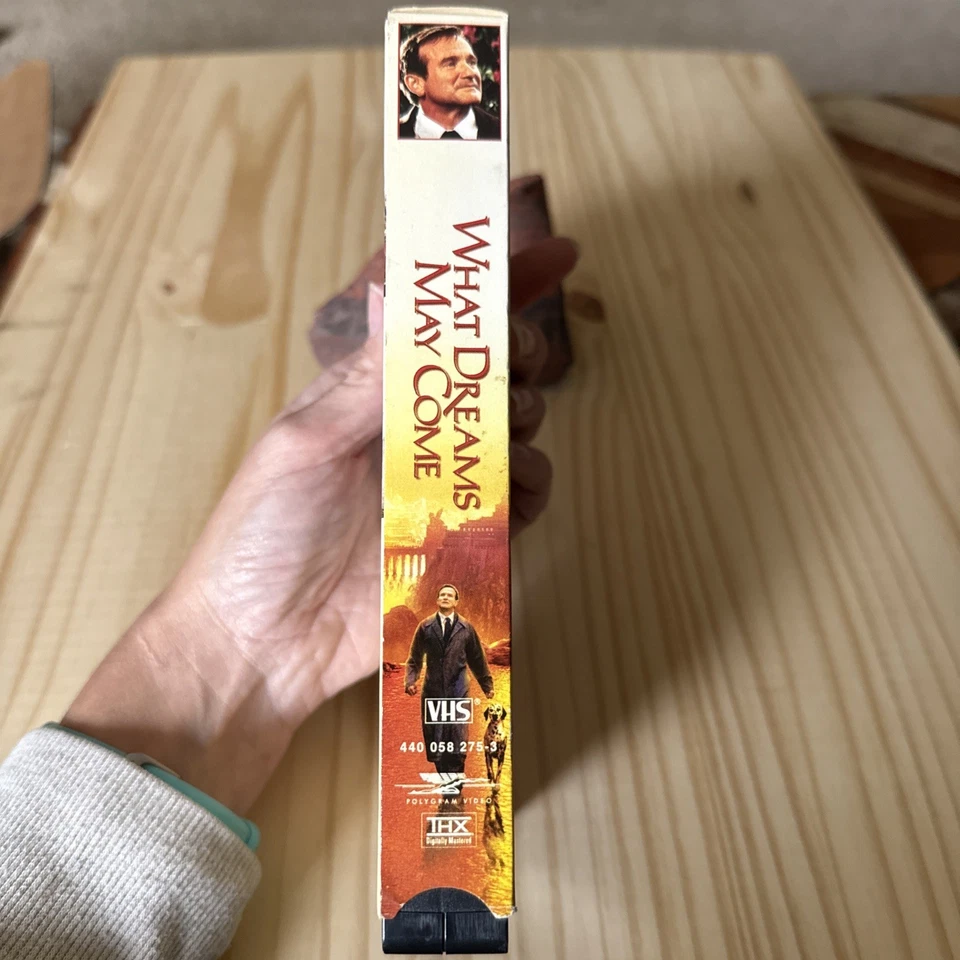 WHAT DREAMS
MAY COME
VHS®
440 058 275-3
POLYGRAM VIDEO
THX
Digitally Mastered